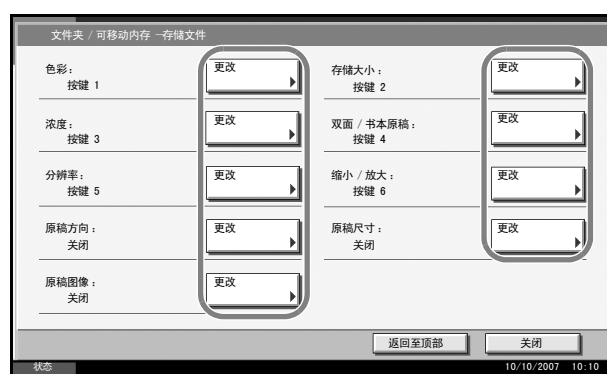 文件夹 / 可移动内存 -存储文件
色彩：
按键 1
更改
存储大小：
按键 2
更改
浓度：
按键 3
更改
双面 / 书本原稿：
按键 4
更改
分辨率：
按键 5
更改
缩小 / 放大：
按键 6
更改
原稿方向：
关闭
更改
原稿尺寸：
关闭
更改
原稿图像：
关闭
更改
返回至顶部
关闭
状态
10/10/2007 10:10